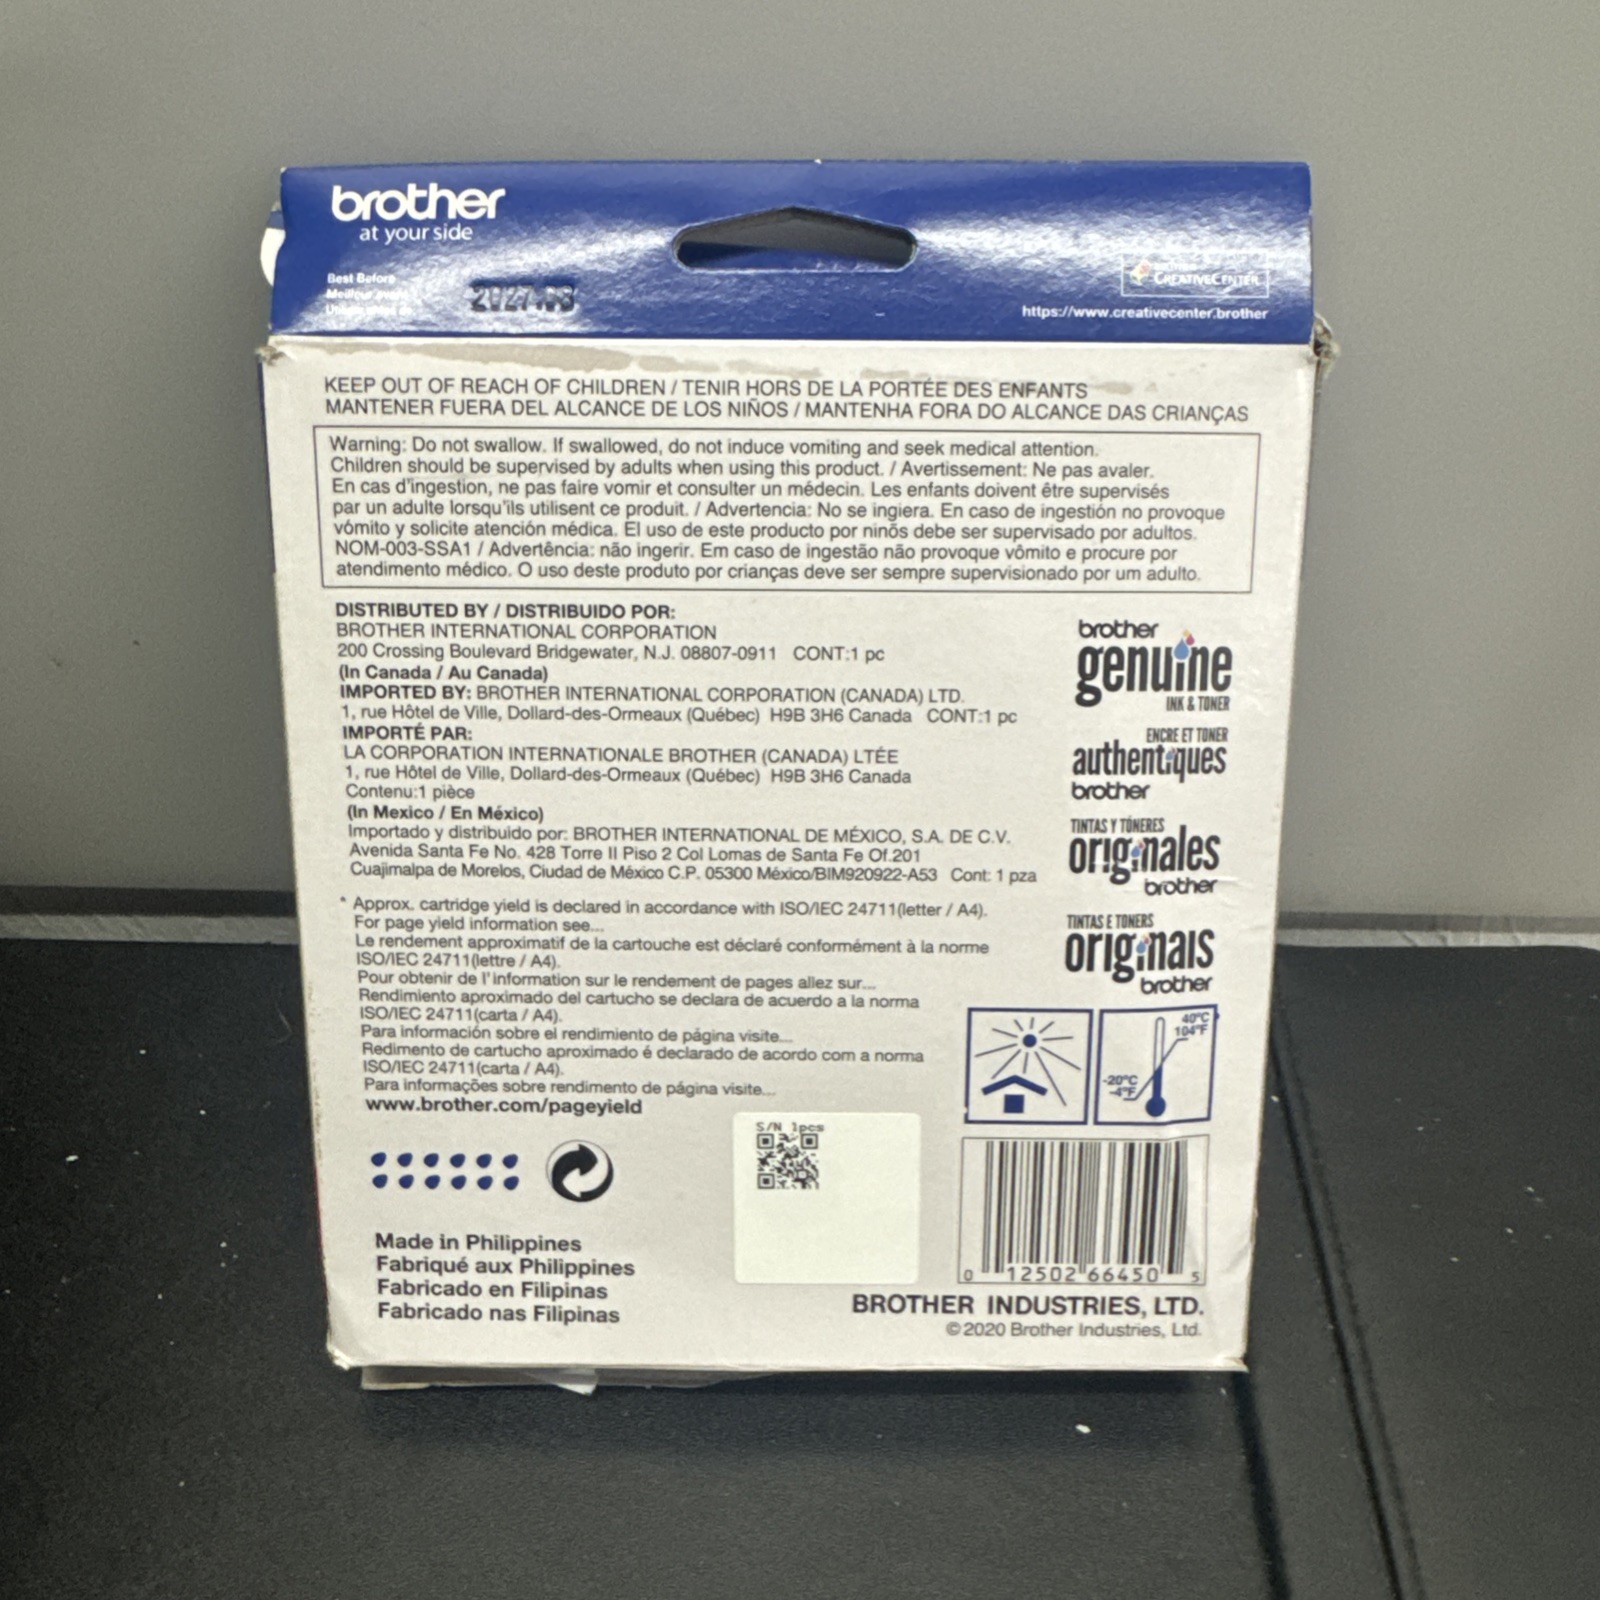 brother
at your side
Best Before
Meilleur avant
CREATIVECENTER
https://www.creativecenter.brother
KEEP OUT OF REACH OF CHILDREN / TENIR HORS DE LA PORTÉE DES ENFANTS
MANTENER FUERA DEL ALCANCE DE LOS NIÑOS / MANTENHA FORA DO ALCANCE DAS CRIANÇAS
Warning: Do not swallow. If swallowed, do not induce vomiting and seek medical attention.
Children should be supervised by adults when using this product. / Avertissement: Ne pas avaler.
En cas d'ingestion, ne pas faire vomir et consulter un médecin. Les enfants doivent être supervisés
par un adulte lorsqu'ils utilisent ce produit. / Advertencia: No se ingiera. En caso de ingestión no provoque
vómito y solicite atención médica. El uso de este producto por ninõs debe ser supervisado por adultos.
NOM-003-SSA1 / Advertência: não ingerir. Em caso de ingestão não provoque vômito e procure por
atendimento médico. O uso deste produto por crianças deve ser sempre supervisionado por um adulto.
DISTRIBUTED BY / DISTRIBUIDO POR:
BROTHER INTERNATIONAL CORPORATION
200 Crossing Boulevard Bridgewater, N.J. 08807-0911 CONT:1 pc
(In Canada / Au Canada)
IMPORTED BY: BROTHER INTERNATIONAL CORPORATION (CANADA) LTD.
1, rue Hôtel de Ville, Dollard-des-Ormeaux (Québec) H9B 3H6 Canada CONT:1 pc
IMPORTÉ PAR:
LA CORPORATION INTERNATIONALE BROTHER (CANADA) LTÉE
1, rue Hôtel de Ville, Dollard-des-Ormeaux (Québec) H9B 3H6 Canada
Contenu:1 pièce
(In Mexico / En México)
Importado y distribuido por: BROTHER INTERNATIONAL DE MÉXICO, S.A. DE C.V.
Avenida Santa Fe No. 428 Torre II Piso 2 Col Lomas de Santa Fe Of.201
Cuajimalpa de Morelos, Ciudad de México C.P. 05300 México/BIM920922-A53 Cont: 1 pza
* Approx. cartridge yield is declared in accordance with ISO/IEC 24711(letter / A4).
For page yield information see...
Le rendement approximatif de la cartouche est déclaré conformément à la norme
ISO/IEC 24711(lettre / A4).
Pour obtenir de l'information sur le rendement de pages allez sur...
Rendimiento aproximado del cartucho se declara de acuerdo a la norma
ISO/IEC 24711(carta / A4).
Para información sobre el rendimiento de página visite...
Redimento de cartucho aproximado é declarado de acordo com a norma
ISO/IEC 24711(carta / A4).
Para informações sobre rendimento de página visite...
www.brother.com/pageyield
brother
genuine
INK & TONER
ENCRE ET TONER
authentiques
brother
TINTAS Y TÓNERES
originales
brother
TINTAS E TONERS
originais
brother
40°C
104°F
-20°C
-4°F
S/N 1pcs
Made in Philippines
Fabriqué aux Philippines
Fabricado en Filipinas
Fabricado nas Filipinas
0 12502 66450 5
BROTHER INDUSTRIES, LTD.
©2020 Brother Industries, Ltd.